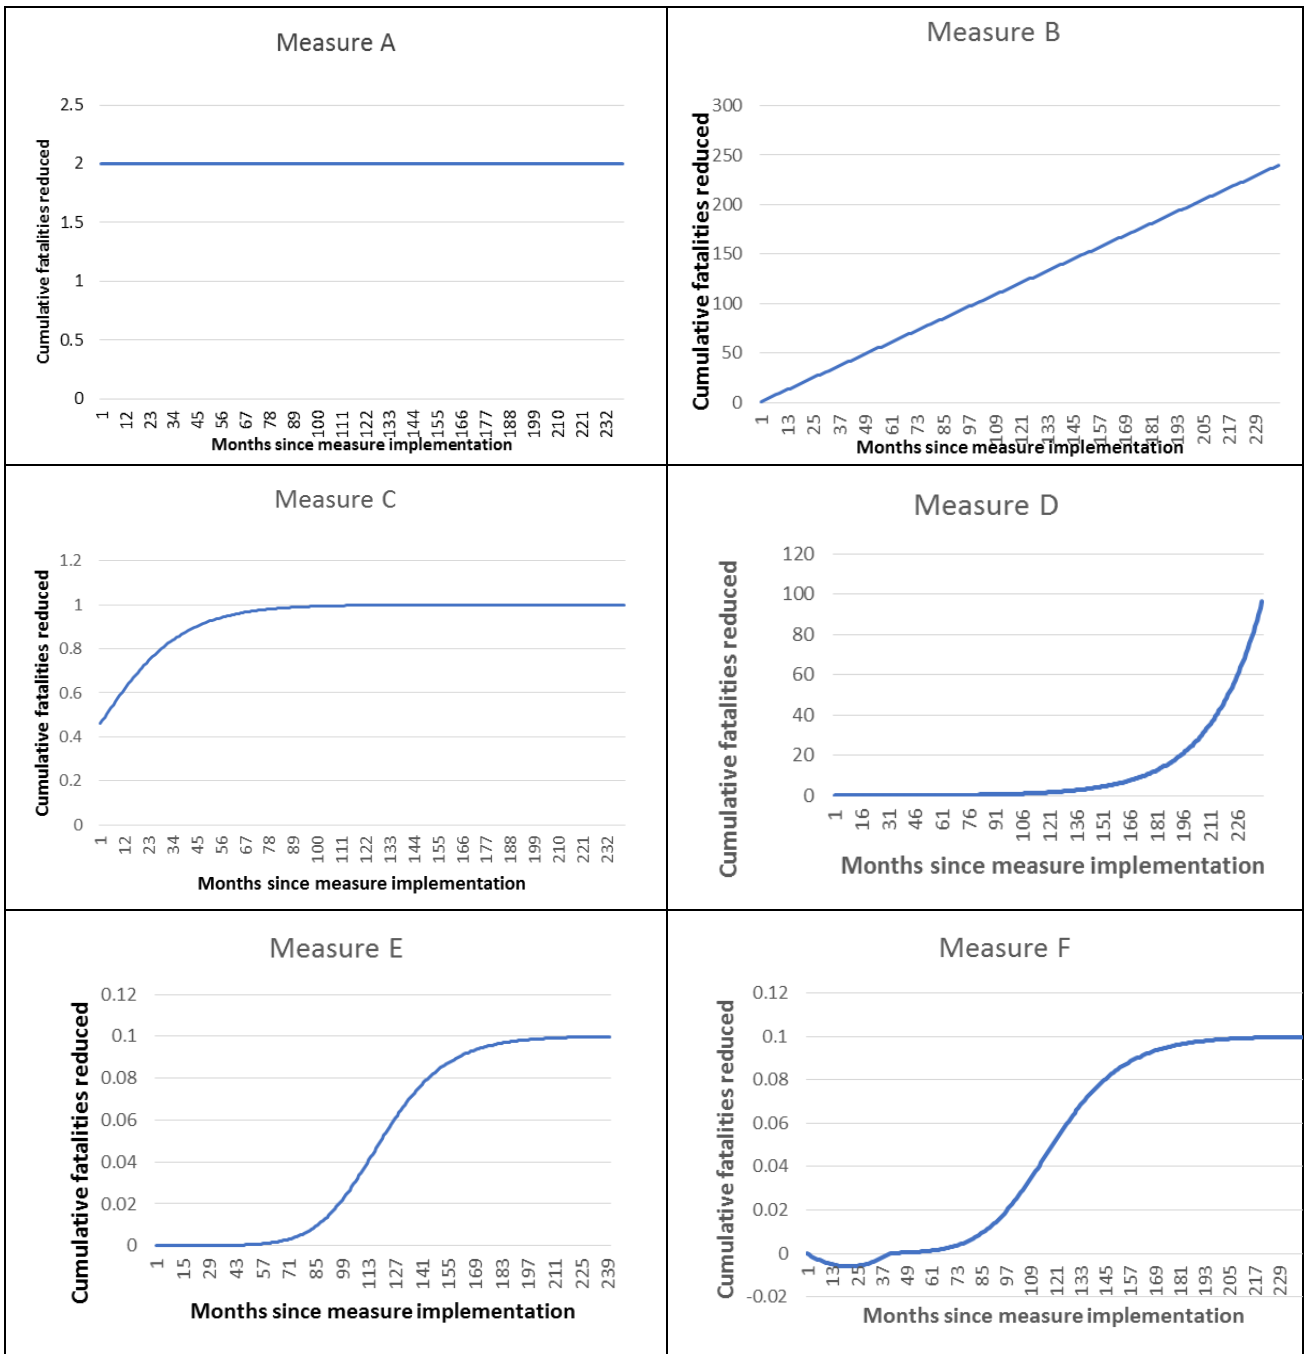 Measure A
Cumulative fatalities reduced
2.5
2
1.5
1
0.5
0
1 12 23 34 45 56 67 78 89 100 111 122 133 144 155 166 177 188 199 210 221 232
Months since measure implementation
Measure B
Cumulative fatalities reduced
300
250
200
150
100
50
0
1 13 25 37 49 61 73 85 97 109 121 133 145 157 169 181 193 205 217 229
Months since measure implementation
Measure C
Cumulative fatalities reduced
1.2
1
0.8
0.6
0.4
0.2
0
1 12 23 34 45 56 67 78 89 100 111 122 133 144 155 166 177 188 199 210 221 232
Months since measure implementation
Measure D
Cumulative fatalities reduced
120
100
80
60
40
20
0
1 16 31 46 61 76 91 106 121 136 151 166 181 196 211 226
Months since measure implementation
Measure E
Cumulative fatalities reduced
0.12
0.1
0.08
0.06
0.04
0.02
0
1 15 29 43 57 71 85 99 113 127 141 155 169 183 197 211 225 239
Months since measure implementation
Measure F
Cumulative fatalities reduced
0.12
0.1
0.08
0.06
0.04
0.02
0
-0.02
1 13 25 37 49 61 73 85 97 109 121 133 145 157 169 181 193 205 217 229
Months since measure implementation